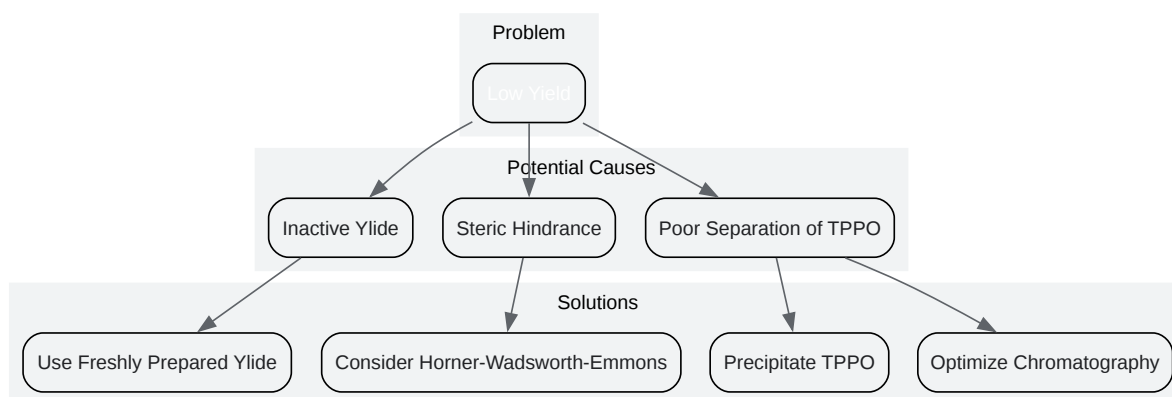 Problem
Low Yield
Potential Causes
Inactive Ylide
Steric Hindrance
Poor Separation of TPPO
Solutions
Use Freshly Prepared Ylide
Consider Horner-Wadsworth-Emmons
Precipitate TPPO
Optimize Chromatography